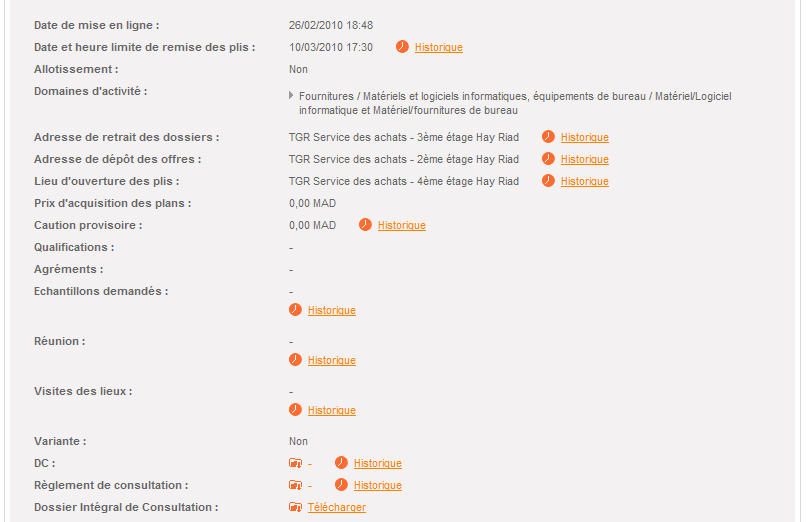 Date de mise en ligne : 26/02/2010 18:48
Date et heure limite de remise des plis : 10/03/2010 17:30 Historique
Allotissement : Non
Domaines d'activité : Fournitures / Matériels et logiciels informatiques, équipements de bureau / Matériel/Logiciel
informatique et Matériel/fournitures de bureau
Adresse de retrait des dossiers : TGR Service des achats - 3ème étage Hay Riad Historique
Adresse de dépôt des offres : TGR Service des achats - 2ème étage Hay Riad Historique
Lieu d'ouverture des plis : TGR Service des achats - 4ème étage Hay Riad Historique
Prix d'acquisition des plans : 0,00 MAD
Caution provisoire : 0,00 MAD Historique
Qualifications : -
Agréments : -
Echantillons demandés : -
Historique
Réunion : -
Historique
Visites des lieux : -
Historique
Variante : Non
DC : - Historique
Règlement de consultation : - Historique
Dossier Intégral de Consultation : Télécharger